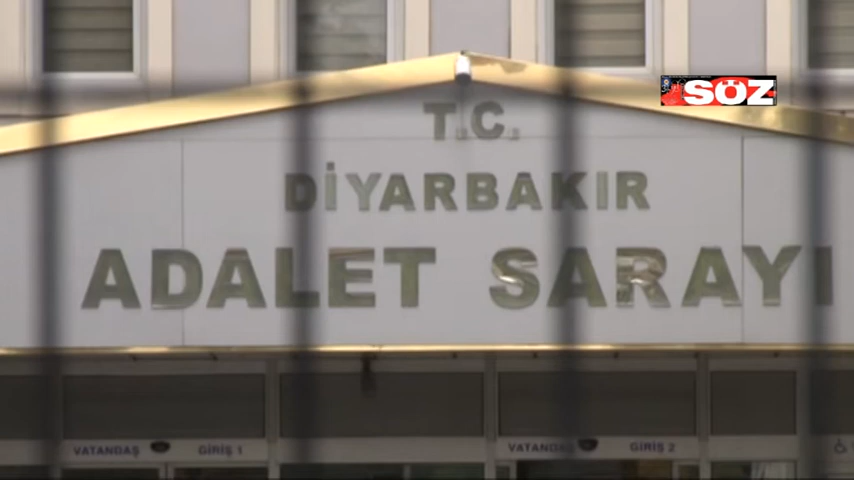 SÖZ
T.C.
DİYARBAKIR
ADALET SARAYI
VATANDAŞ GİRİŞ 1
VATANDAŞ GİRİŞ 2